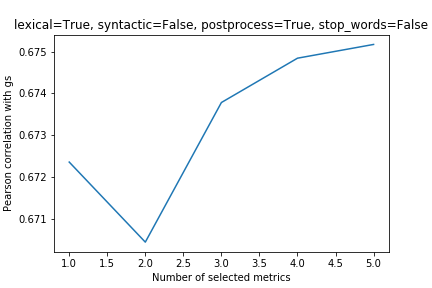 lexical=True, syntactic=False, postprocess=True, stop_words=False
0.675
0.674
0.673
0.672
0.671
Pearson correlation with gs
1.0 1.5 2.0 2.5 3.0 3.5 4.0 4.5 5.0
Number of selected metrics